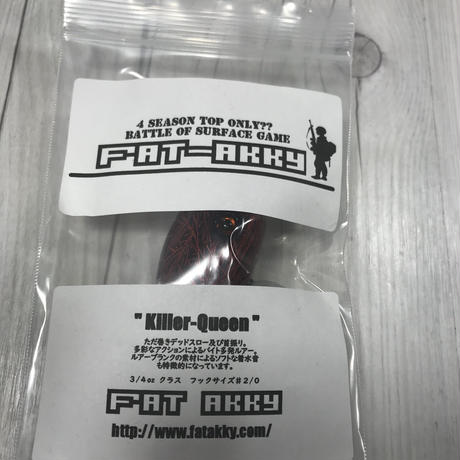 4 SEASON TOP ONLY??
BATTLE OF SURFACE GAME
FAT-AKKY
"Killer-Queen"
ただ巻きデッドスロー及び首振り。
多彩なアクションによるバイト多発ルアー。
ルアーブランクの素材によるソフトな着水音
も特徴的になっています。
3/4oz クラス フックサイズ#2/0
FAT AKKY
http://www.fatakky.com/